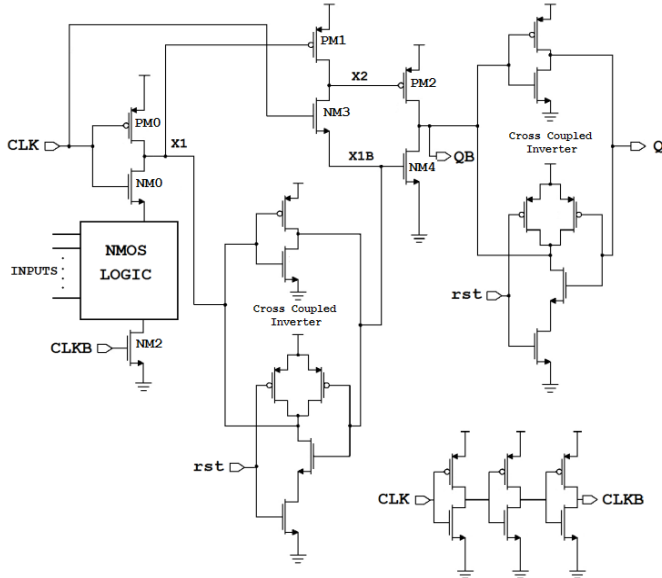 PM1
X2
PM2
PM0
NM3
CLK
X1
Cross Coupled
Inverter
Q
X1B
QB
NM0
NM4
NMOS
LOGIC
INPUTS
rst
Cross Coupled
Inverter
CLKB
NM2
rst
CLK
CLKB